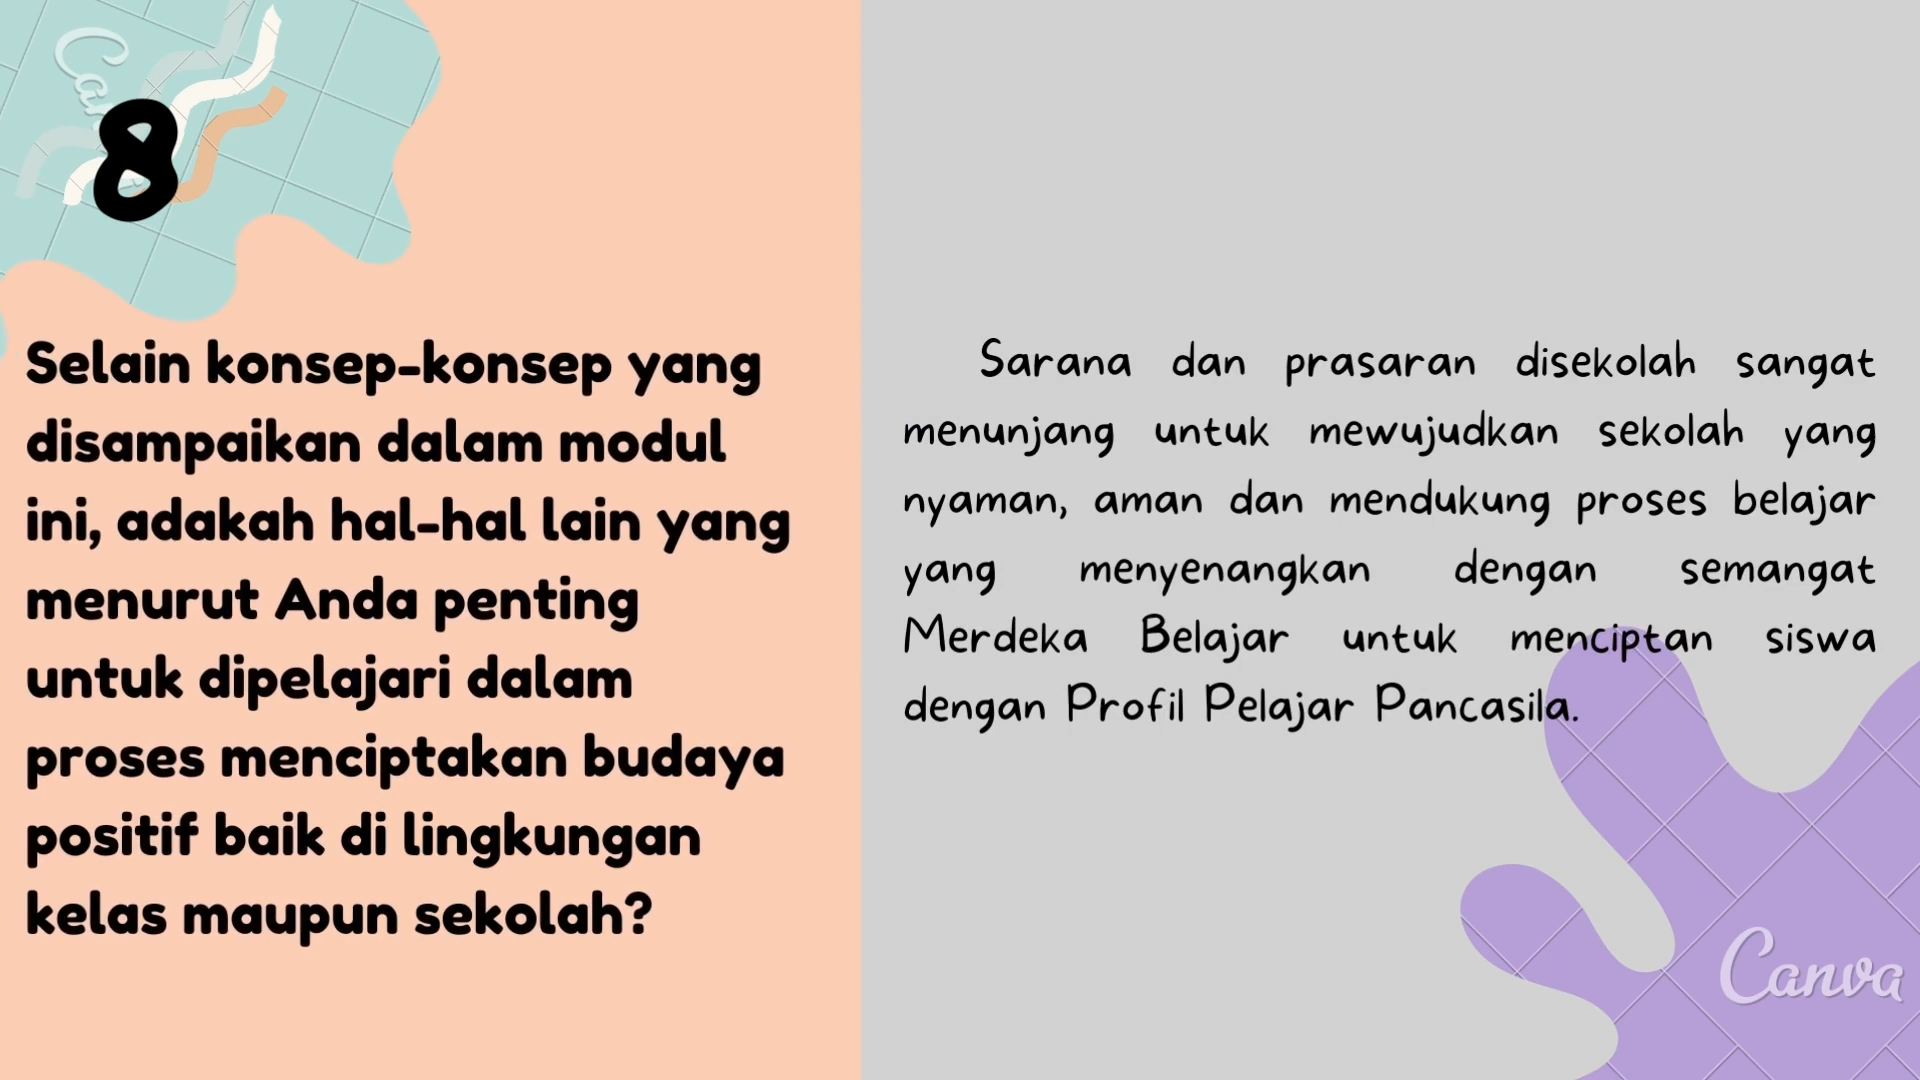 8
Selain konsep-konsep yang
disampaikan dalam modul
ini, adakah hal-hal lain yang
menurut Anda penting
untuk dipelajari dalam
proses menciptakan budaya
positif baik di lingkungan
kelas maupun sekolah?
Sarana dan prasaran disekolah sangat
menunjang untuk mewujudkan sekolah yang
nyaman, aman dan mendukung proses belajar
yang menyenangkan dengan semangat
Merdeka Belajar untuk menciptan siswa
dengan Profil Pelajar Pancasila.
Canva